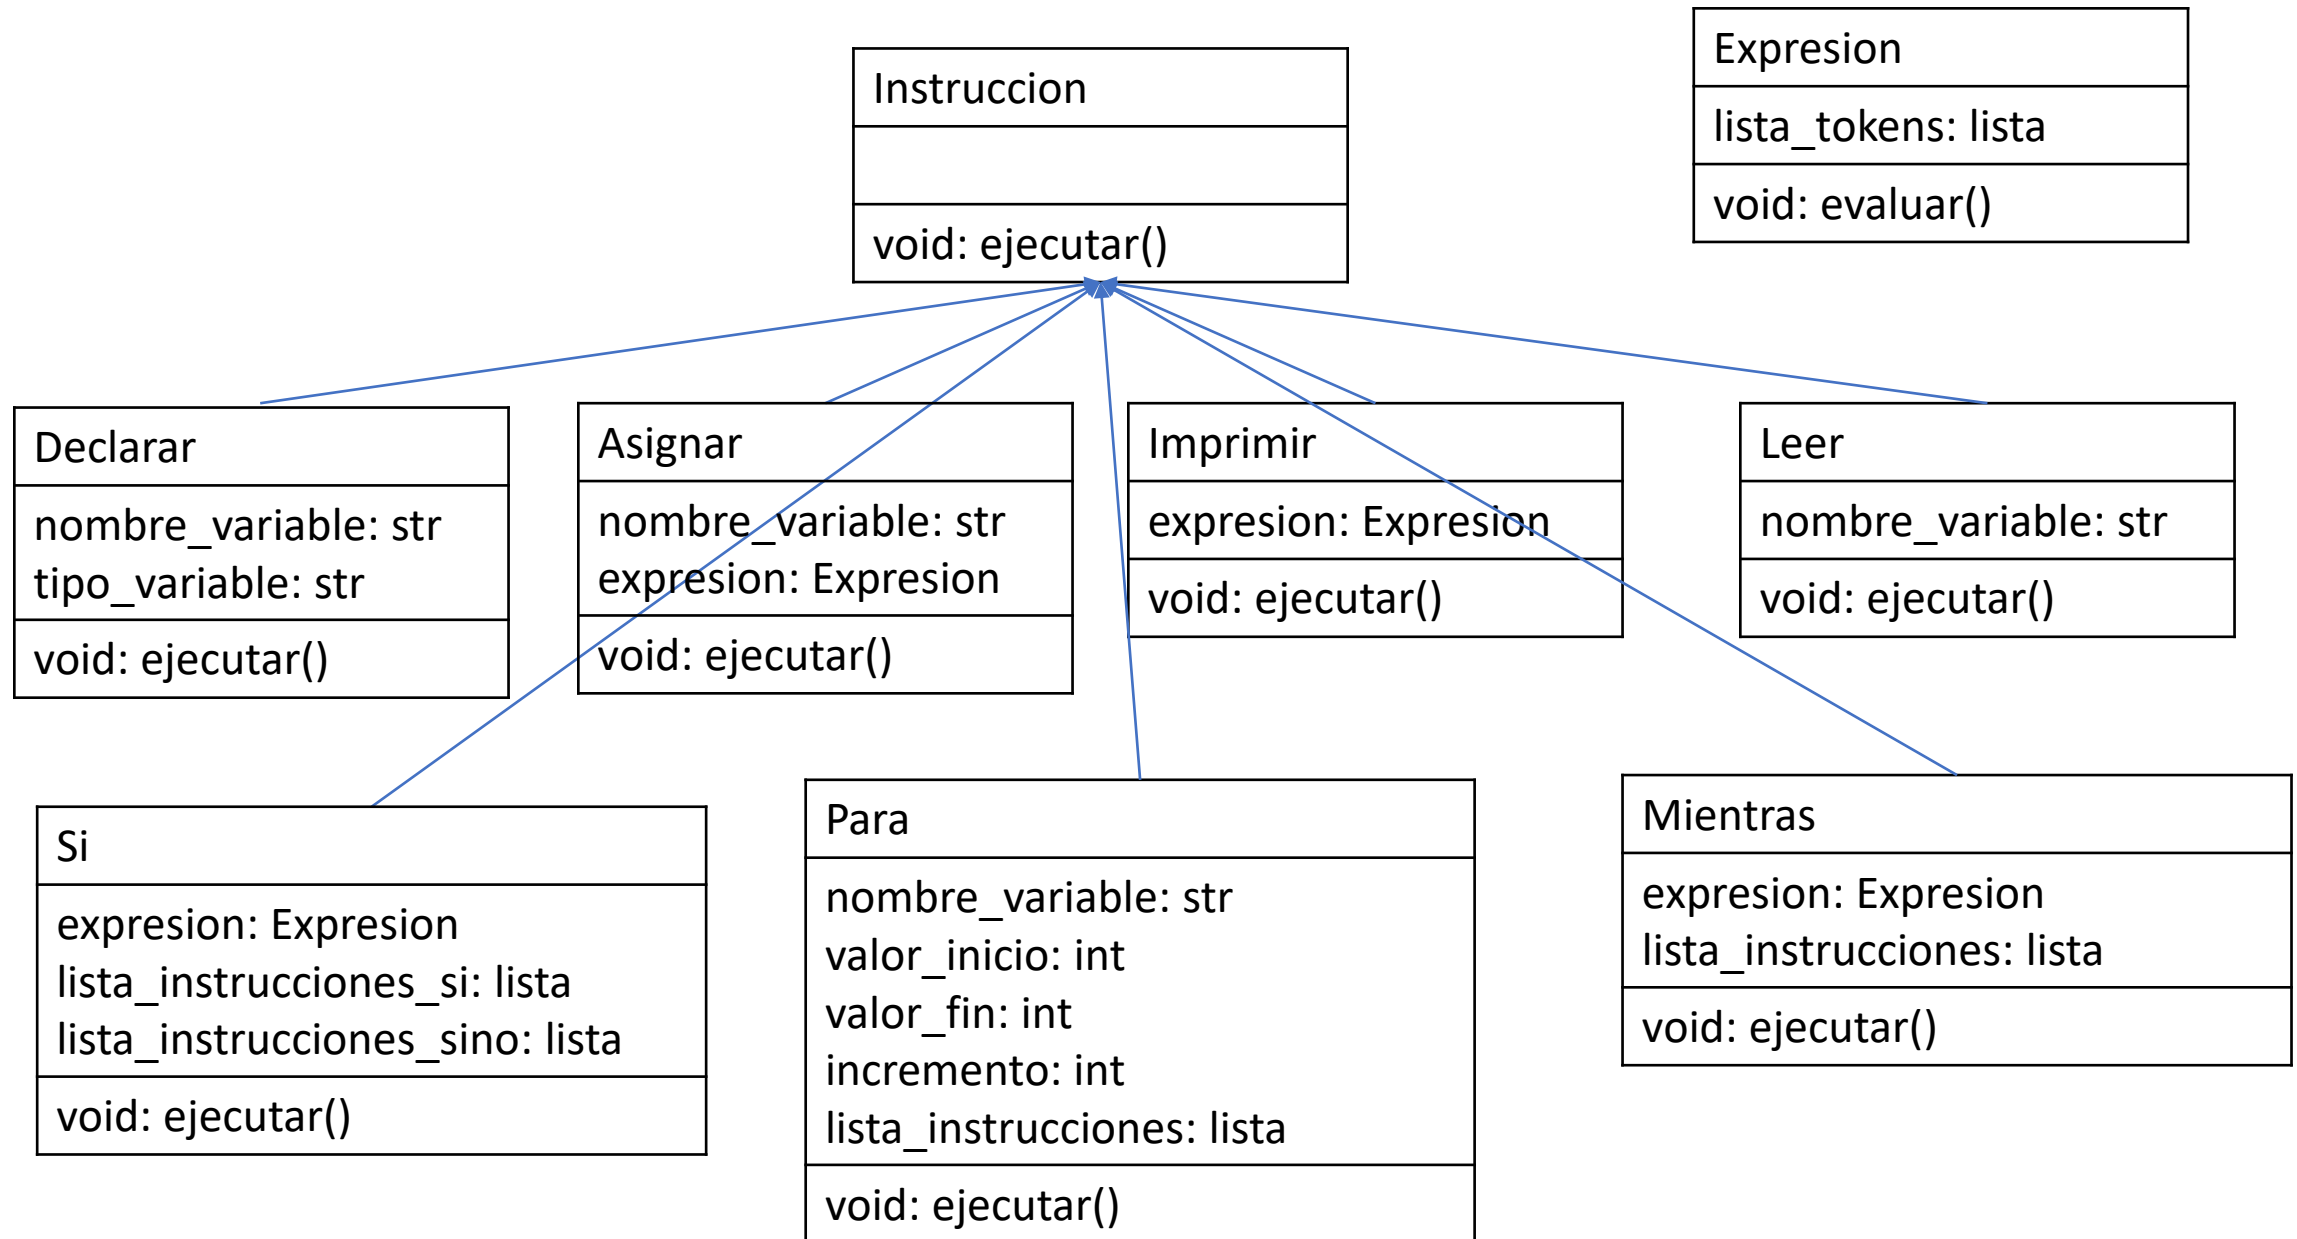 Instruccion
void: ejecutar()
Expresion
lista_tokens: lista
void: evaluar()
Declarar
nombre_variable: str
tipo_variable: str
void: ejecutar()
Asignar
nombre_variable: str
expresion: Expresion
void: ejecutar()
Imprimir
expresion: Expresion
void: ejecutar()
Leer
nombre_variable: str
void: ejecutar()
Si
expresion: Expresion
lista_instrucciones_si: lista
lista_instrucciones_sino: lista
void: ejecutar()
Para
nombre_variable: str
valor_inicio: int
valor_fin: int
incremento: int
lista_instrucciones: lista
void: ejecutar()
Mientras
expresion: Expresion
lista_instrucciones: lista
void: ejecutar()